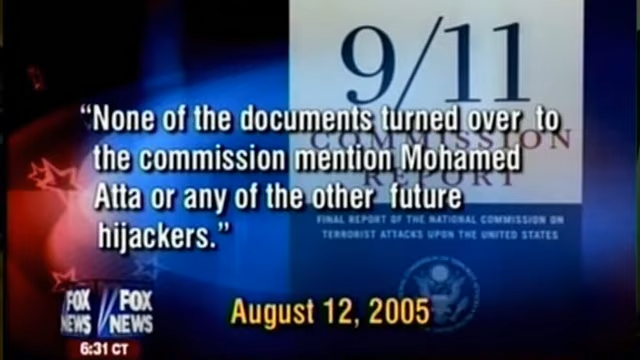 9/11
COMMISSION
REPORT
“None of the documents turned over to
the commission mention Mohamed
Atta or any of the other future
hijackers.”
FINAL REPORT OF THE NATIONAL COMMISSION ON
TERRORIST ATTACKS UPON THE UNITED STATES
August 12, 2005
FOX NEWS
FOX NEWS
6:31 CT